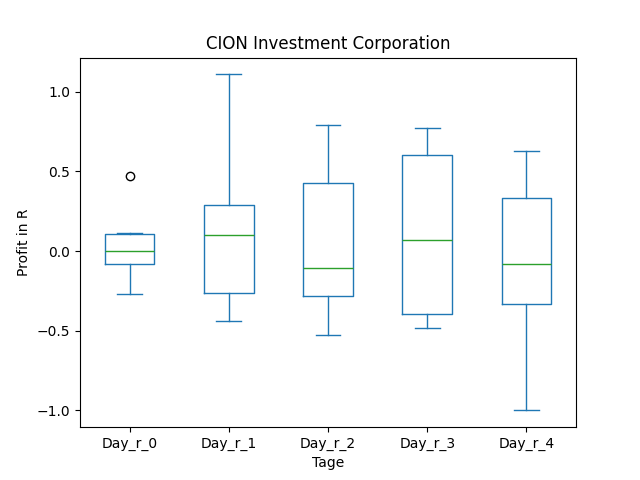 CION Investment Corporation
Profit in R
1.0
0.5
0.0
−0.5
−1.0
Day_r_0 Day_r_1 Day_r_2 Day_r_3 Day_r_4
Tage